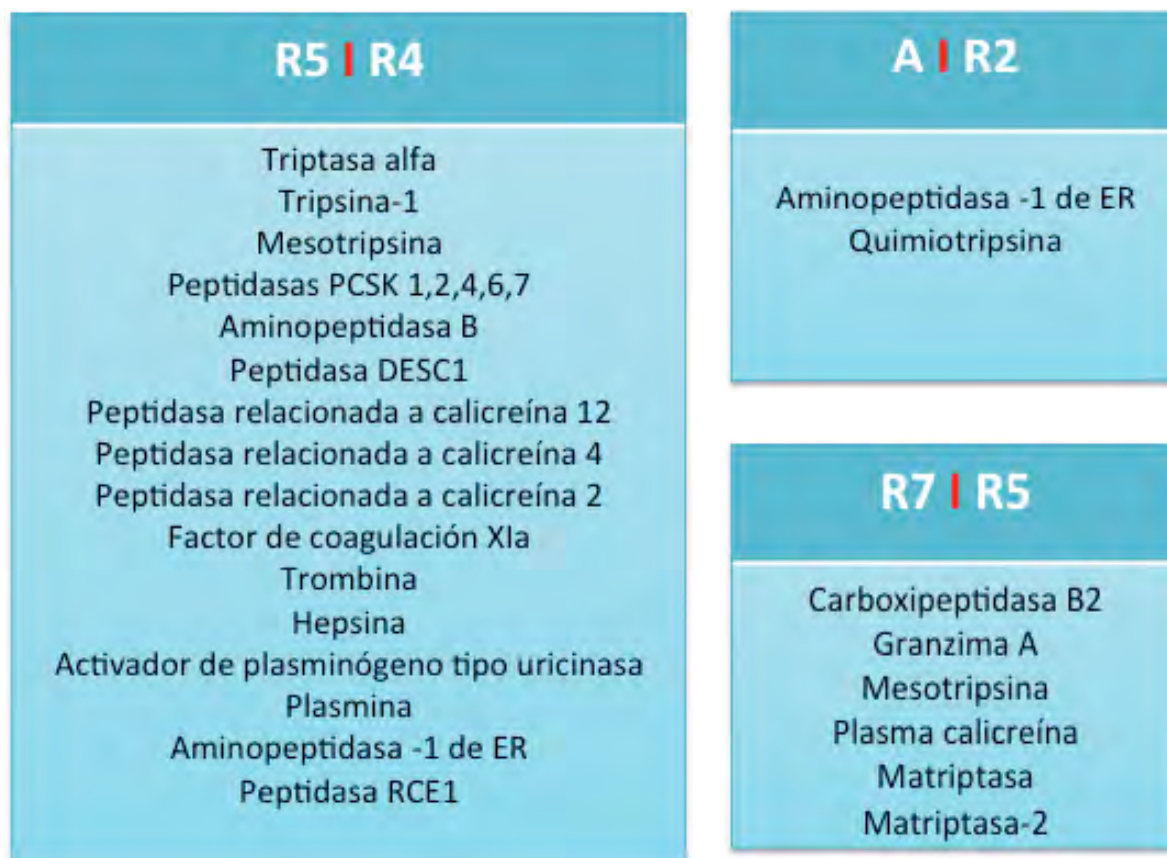 R5 I R4
Triptasa alfa
Tripsina-1
Mesotripsina
Peptidasas PCSK 1,2,4,6,7
Aminopeptidasa B
Peptidasa DESC1
Peptidasa relacionada a calicreína 12
Peptidasa relacionada a calicreína 4
Peptidasa relacionada a calicreína 2
Factor de coagulación XIa
Trombina
Hepsina
Activador de plasminógeno tipo uricinasa
Plasmina
Aminopeptidasa -1 de ER
Peptidasa RCE1
A I R2
Aminopeptidasa -1 de ER
Quimiotripsina
R7 I R5
Carboxipeptidasa B2
Granzima A
Mesotripsina
Plasma calicreína
Matriptasa
Matriptasa-2